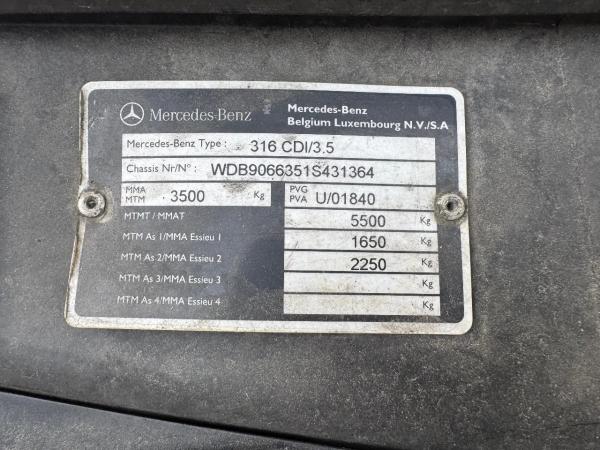 Mercedes-Benz
Mercedes-Benz
Belgium Luxembourg N.V./S.A
Mercedes-Benz Type : 316 CDI/3.5
Chassis Nr/N° : WDB9066351S431364
MMA
MTM 3500 Kg
PVG
PVA U/01840
MTMT / MMAT 5500 Kg
MTM As 1/MMA Essieu 1 1650 Kg
MTM As 2/MMA Essieu 2 2250 Kg
MTM As 3/MMA Essieu 3 Kg
MTM As 4/MMA Essieu 4 Kg